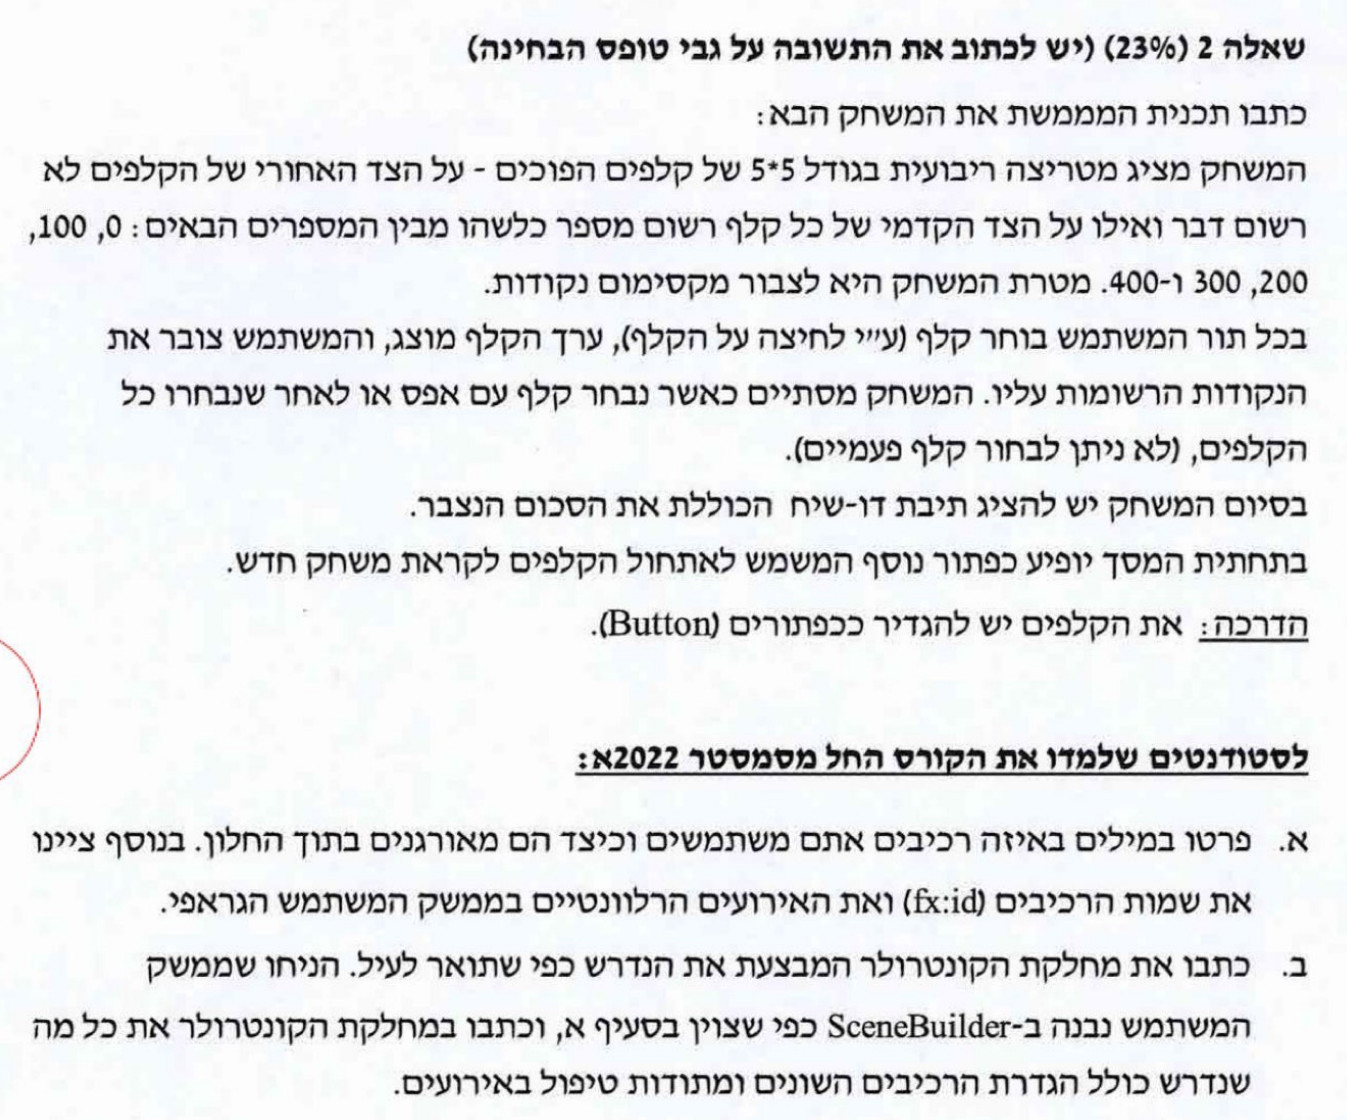 שאלה 2 (23%) (יש לכתוב את התשובה על גבי טופס הבחינה)
כתבו תכנית המממשת את המשחק הבא:
המשחק מציג מטריצה ריבועית בגודל 5*5 של קלפים הפוכים - על הצד האחורי של הקלפים לא
רשום דבר ואילו על הצד הקדמי של כל קלף רשום מספר כלשהו מבין המספרים הבאים: 0, 100,
200, 300 ו-400. מטרת המשחק היא לצבור מקסימום נקודות.
בכל תור המשתמש בוחר קלף (ע"י לחיצה על הקלף), ערך הקלף מוצג, והמשתמש צובר את
הנקודות הרשומות עליו. המשחק מסתיים כאשר נבחר קלף עם אפס או לאחר שנבחרו כל
הקלפים, (לא ניתן לבחור קלף פעמיים).
בסיום המשחק יש להציג תיבת דו-שיח הכוללת את הסכום הנצבר.
בתחתית המסך יופיע כפתור נוסף המשמש לאתחול הקלפים לקראת משחק חדש.
הדרכה: את הקלפים יש להגדיר ככפתורים (Button).
לסטודנטים שלמדו את הקורס החל מסמסטר 2022א:
א. פרטו במילים באיזה רכיבים אתם משתמשים וכיצד הם מאורגנים בתוך החלון. בנוסף ציינו
את שמות הרכיבים (fx:id) ואת האירועים הרלוונטיים בממשק המשתמש הגראפי.
ב. כתבו את מחלקת הקונטרולר המבצעת את הנדרש כפי שתואר לעיל. הניחו שממשק
המשתמש נבנה ב-SceneBuilder כפי שצוין בסעיף א, וכתבו במחלקת הקונטרולר את כל מה
שנדרש כולל הגדרת הרכיבים השונים ומתודות טיפול באירועים.